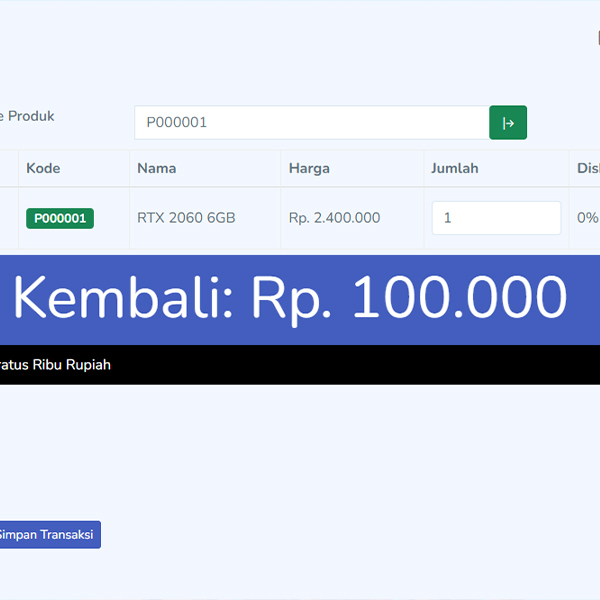 e Produk P000001
Kode Nama Harga Jumlah Dis
P000001 RTX 2060 6GB Rp. 2.400.000 1 0%
Kembali: Rp. 100.000
ratus Ribu Rupiah
Simpan Transaksi